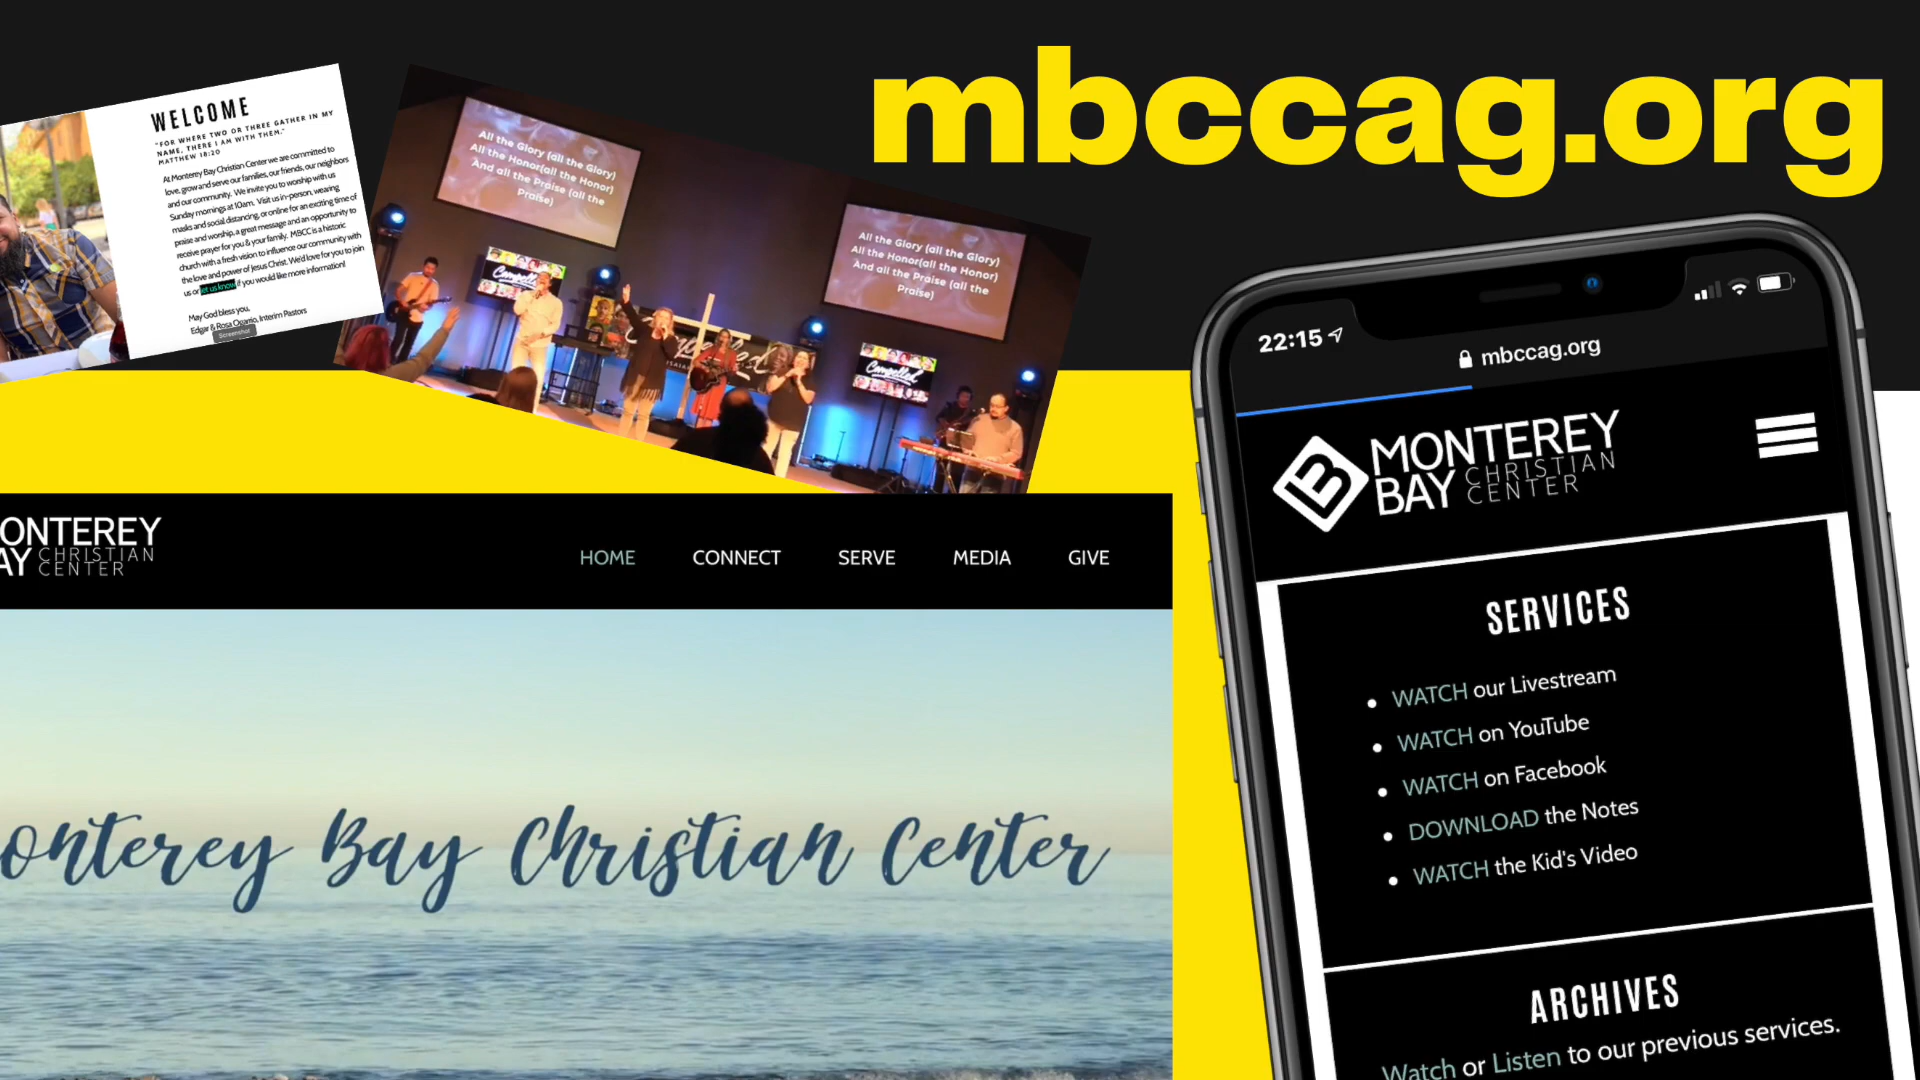 mbccag.org
WELCOME
"FOR WHERE TWO OR THREE GATHER IN MY
NAME, THERE I AM WITH THEM."
MATTHEW 18:20
At Monterey Bay Christian Center we are committed to
love, grow and serve our families, our friends, our neighbors
and our community. We invite you to worship with us
Sunday mornings at 10am. Visit us in-person, wearing
masks and social distancing, or online for an exciting time of
praise and worship, a great message and an opportunity to
receive prayer for you & your family. MBCC is a historic
church with a fresh vision to influence our community with
the love and power of Jesus Christ. We'd love for you to join
us or let us know if you would like more information!
May God bless you,
Edgar & Rosa Osorio, Interim Pastors
Screenshot
All the Glory (all the Glory)
All the Honor(all the Honor)
And all the Praise (all the
Praise)
All the Glory (all the Glory)
All the Honor(all the Honor)
And all the Praise (all the
Praise)
Compelled
Compelled
22:15
mbccag.org
MONTEREY
BAY CHRISTIAN
CENTER
SERVICES
WATCH our Livestream
WATCH on YouTube
WATCH on Facebook
DOWNLOAD the Notes
WATCH the Kid's Video
ARCHIVES
Watch or Listen to our previous services.
ONTEREY
AY CHRISTIAN
CENTER
HOME CONNECT SERVE MEDIA GIVE
onterey Bay Christian Center